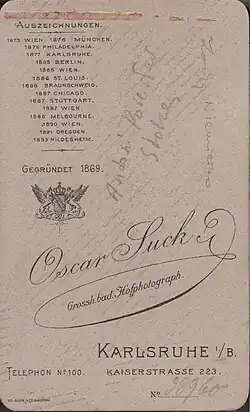 AUSZEICHNUNGEN.
1873 WIEN. 1876 MÜNCHEN.
1876 PHILADELPHIA.
1877 KARLSRUHE.
1883 BERLIN.
1885 WIEN.
1886 ST. LOUIS.
1886 BRAUNSCHWEIG.
1887 CHICAGO.
1887. STUTTGART.
1887 WIEN
1888 MELBOURNE.
1890 WIEN.
1891 DRESDEN
1893 HILDESHEIM.
GEGRÜNDET 1869.
Oscar Suck
Grossh. bad. Hofphotograph.
KARLSRUHE i/B.
TELEPHON No 100. KAISERSTRASSE 223.
No